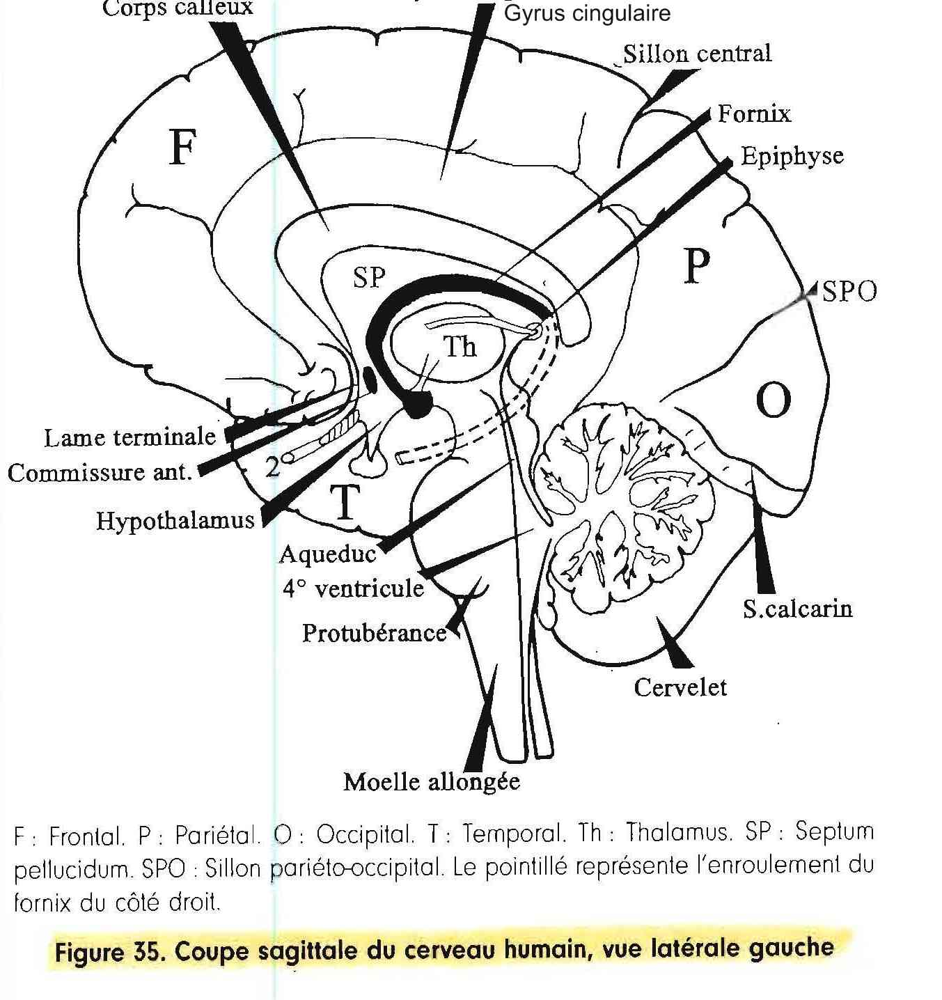 Corps calleux
Gyrus cingulaire
Sillon central
Fornix
Epiphyse
F
P
SP
SPO
Th
O
Lame terminale
2°
Commissure ant.
T
Hypothalamus
Aqueduc
4° ventricule
S.calcarin
Protubérance
Cervelet
Moelle allongée
F : Frontal. P : Pariétal. O : Occipital. T : Temporal. Th : Thalamus. SP : Septum
pellucidum. SPO : Sillon pariéto-occipital. Le pointillé représente l'enroulement du
fornix du côté droit.
Figure 35. Coupe sagittale du cerveau humain, vue latérale gauche